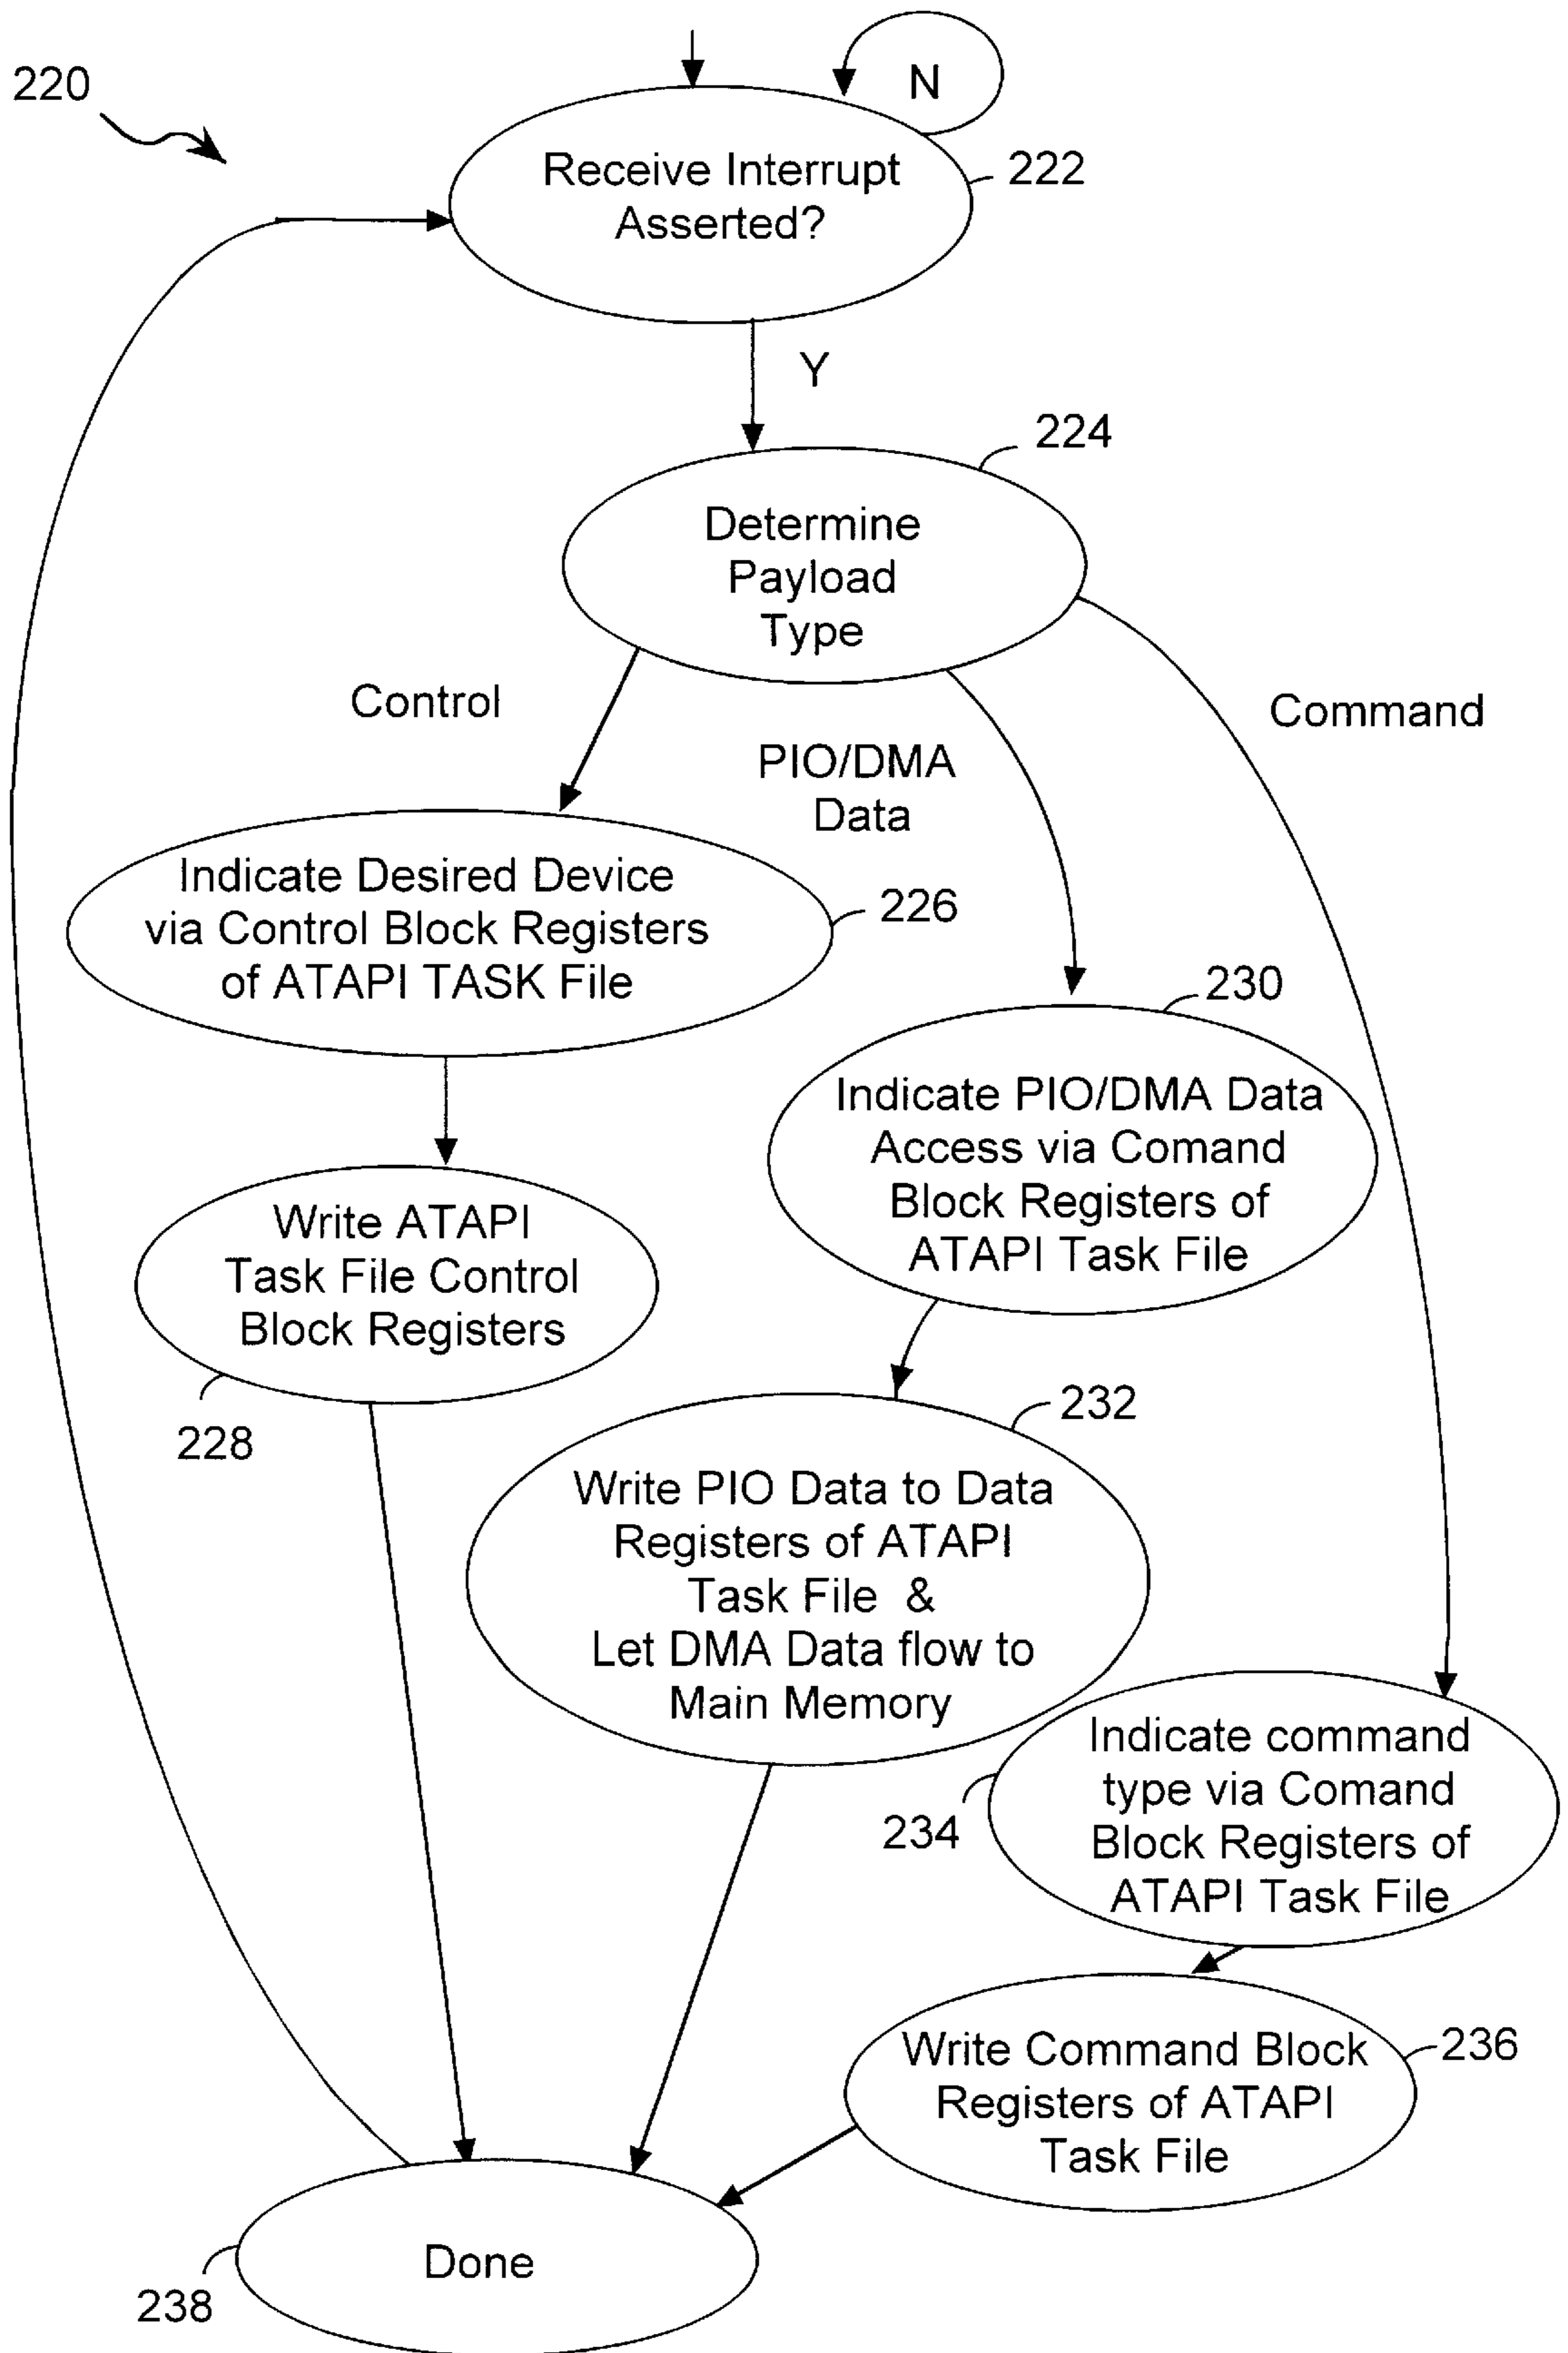 220
N
Receive Interrupt
Asserted?
222
Y
224
Determine
Payload
Type
Control
PIO/DMA
Data
Command
Indicate Desired Device
via Control Block Registers
of ATAPI TASK File
226
230
Indicate PIO/DMA Data
Access via Comand
Block Registers of
ATAPI Task File
Write ATAPI
Task File Control
Block Registers
228
232
Write PIO Data to Data
Registers of ATAPI
Task File &
Let DMA Data flow to
Main Memory
Indicate command
type via Comand
Block Registers of
ATAPI Task File
234
Write Command Block
Registers of ATAPI
Task File
236
Done
238